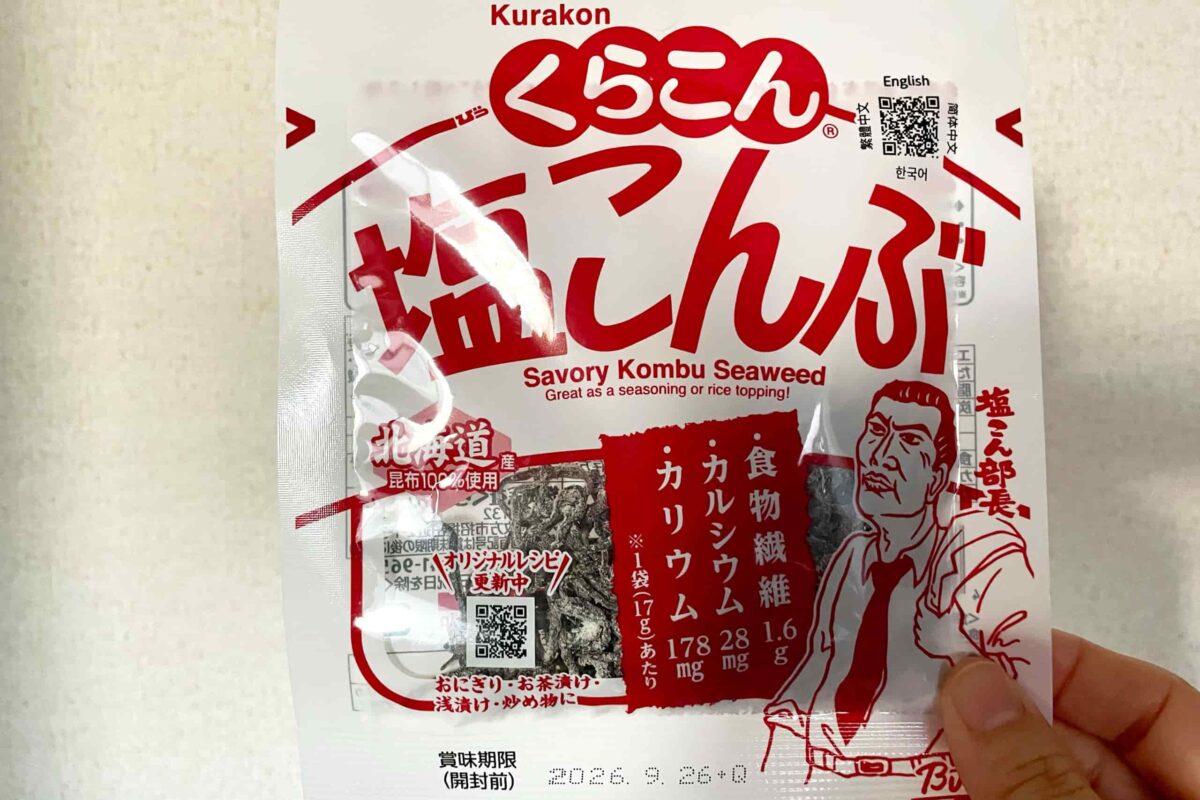 Kurakon
くらこん
®
English
繁體中文
简体中文
한국어
塩こんぶ
Savory Kombu Seaweed
Great as a seasoning or rice topping!
塩こん部長
北海道産
昆布100%使用
・食物繊維 1.6g
・カルシウム 28mg
・カリウム 178mg
※1袋(17g)あたり
オリジナルレシピ
更新中
おにぎり・お茶漬け・
浅漬け・炒め物に
賞味期限
(開封前)
2026. 9. 26+Q